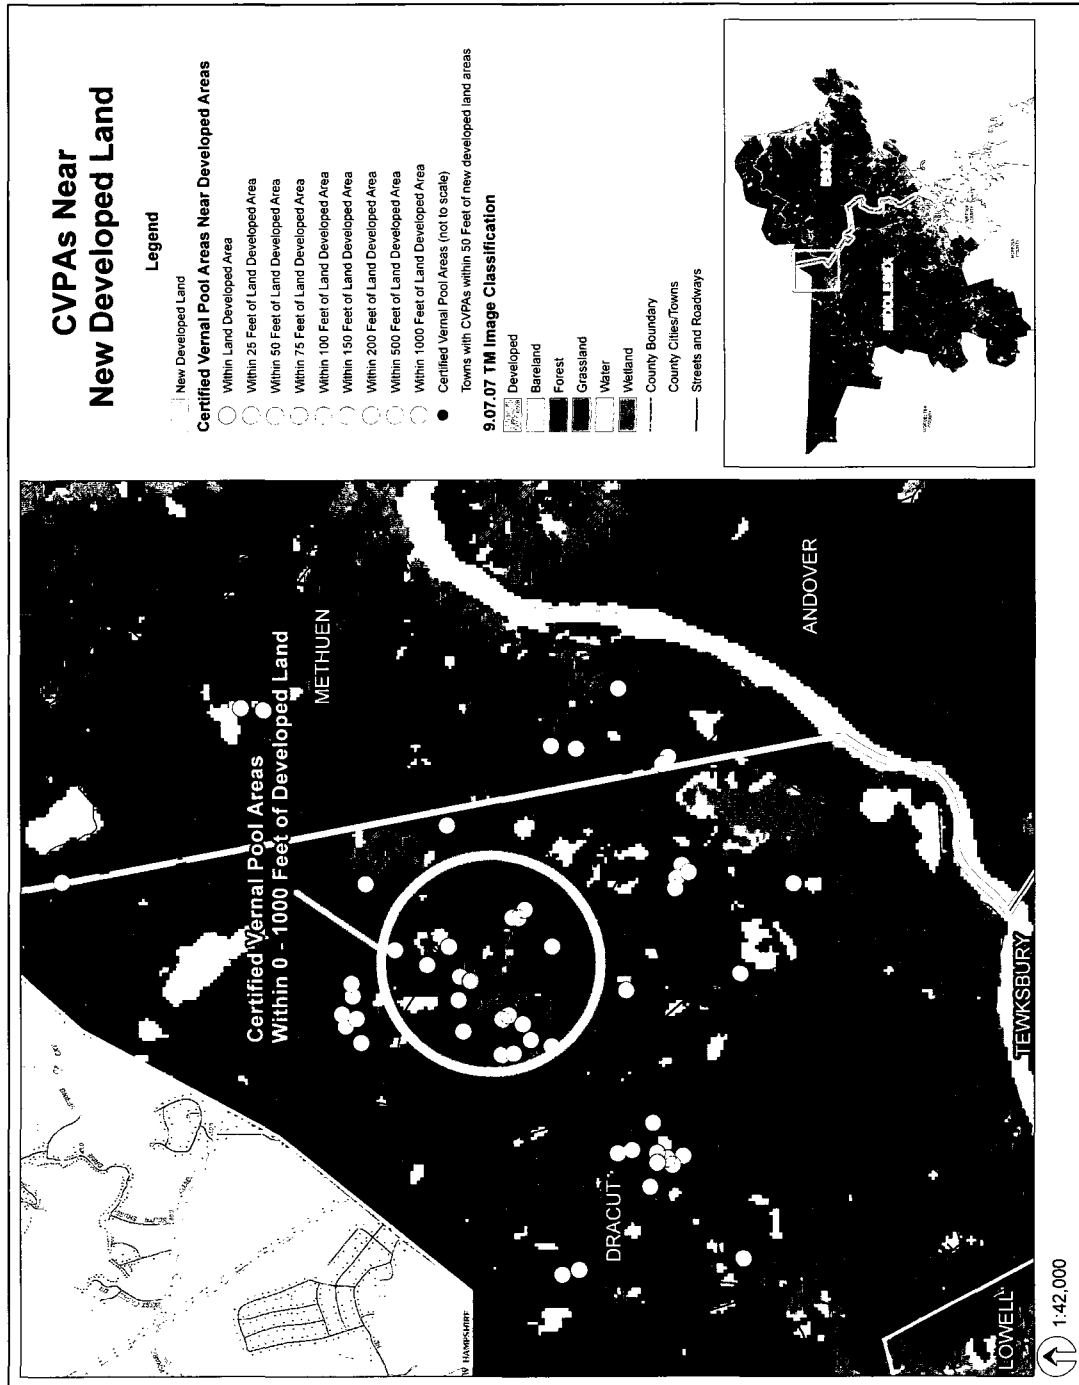 CVPAs Near
New Developed Land
Legend
New Developed Land
Certified Vernal Pool Areas Near Developed Areas
Within Land Developed Area
Within 25 Feet of Land Developed Area
Within 50 Feet of Land Developed Area
Within 75 Feet of Land Developed Area
Within 100 Feet of Land Developed Area
Within 150 Feet of Land Developed Area
Within 200 Feet of Land Developed Area
Within 500 Feet of Land Developed Area
Within 1000 Feet of Land Developed Area
Certified Vernal Pool Areas (not to scale)
Towns with CVPAs within 50 Feet of new developed land areas
9.07.07 TM Image Classification
Developed
Bareland
Forest
Grassland
Water
Wetland
County Boundary
County Cities/Towns
Streets and Roadways
Certified Vernal Pool Areas
Within 0 - 1000 Feet of Developed Land
METHUEN
ANDOVER
DRACUT
TEWKSBURY
LOWELL
HAMPSHIRE
1:42,000